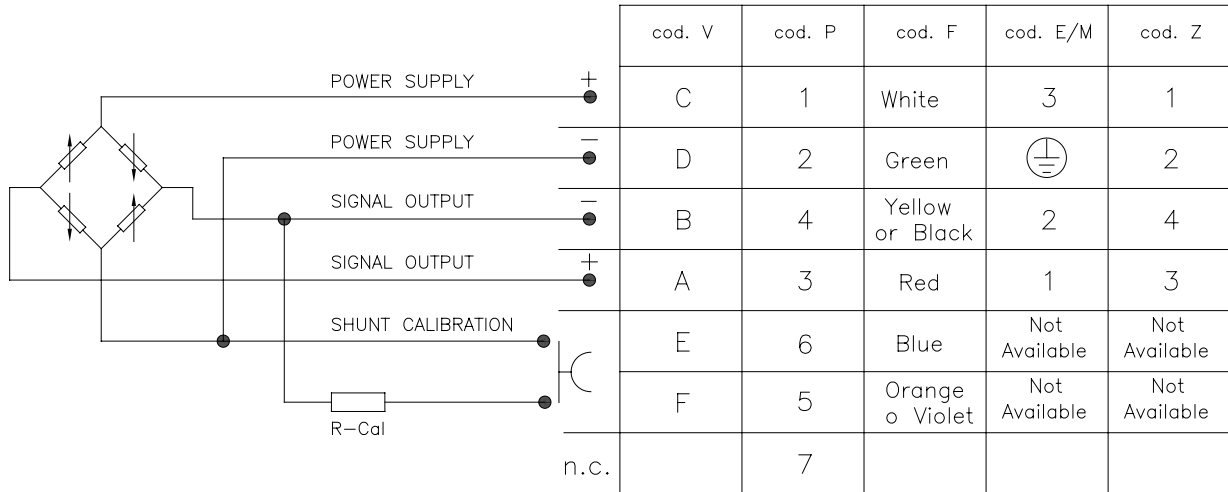 cod. V cod. P cod. F cod. E/M cod. Z
POWER SUPPLY + C 1 White 3 1
POWER SUPPLY − D 2 Green 2
SIGNAL OUTPUT − B 4 Yellow or Black 2 4
SIGNAL OUTPUT + A 3 Red 1 3
SHUNT CALIBRATION E 6 Blue Not Available Not Available
F 5 Orange o Violet Not Available Not Available
R-Cal
n.c. 7